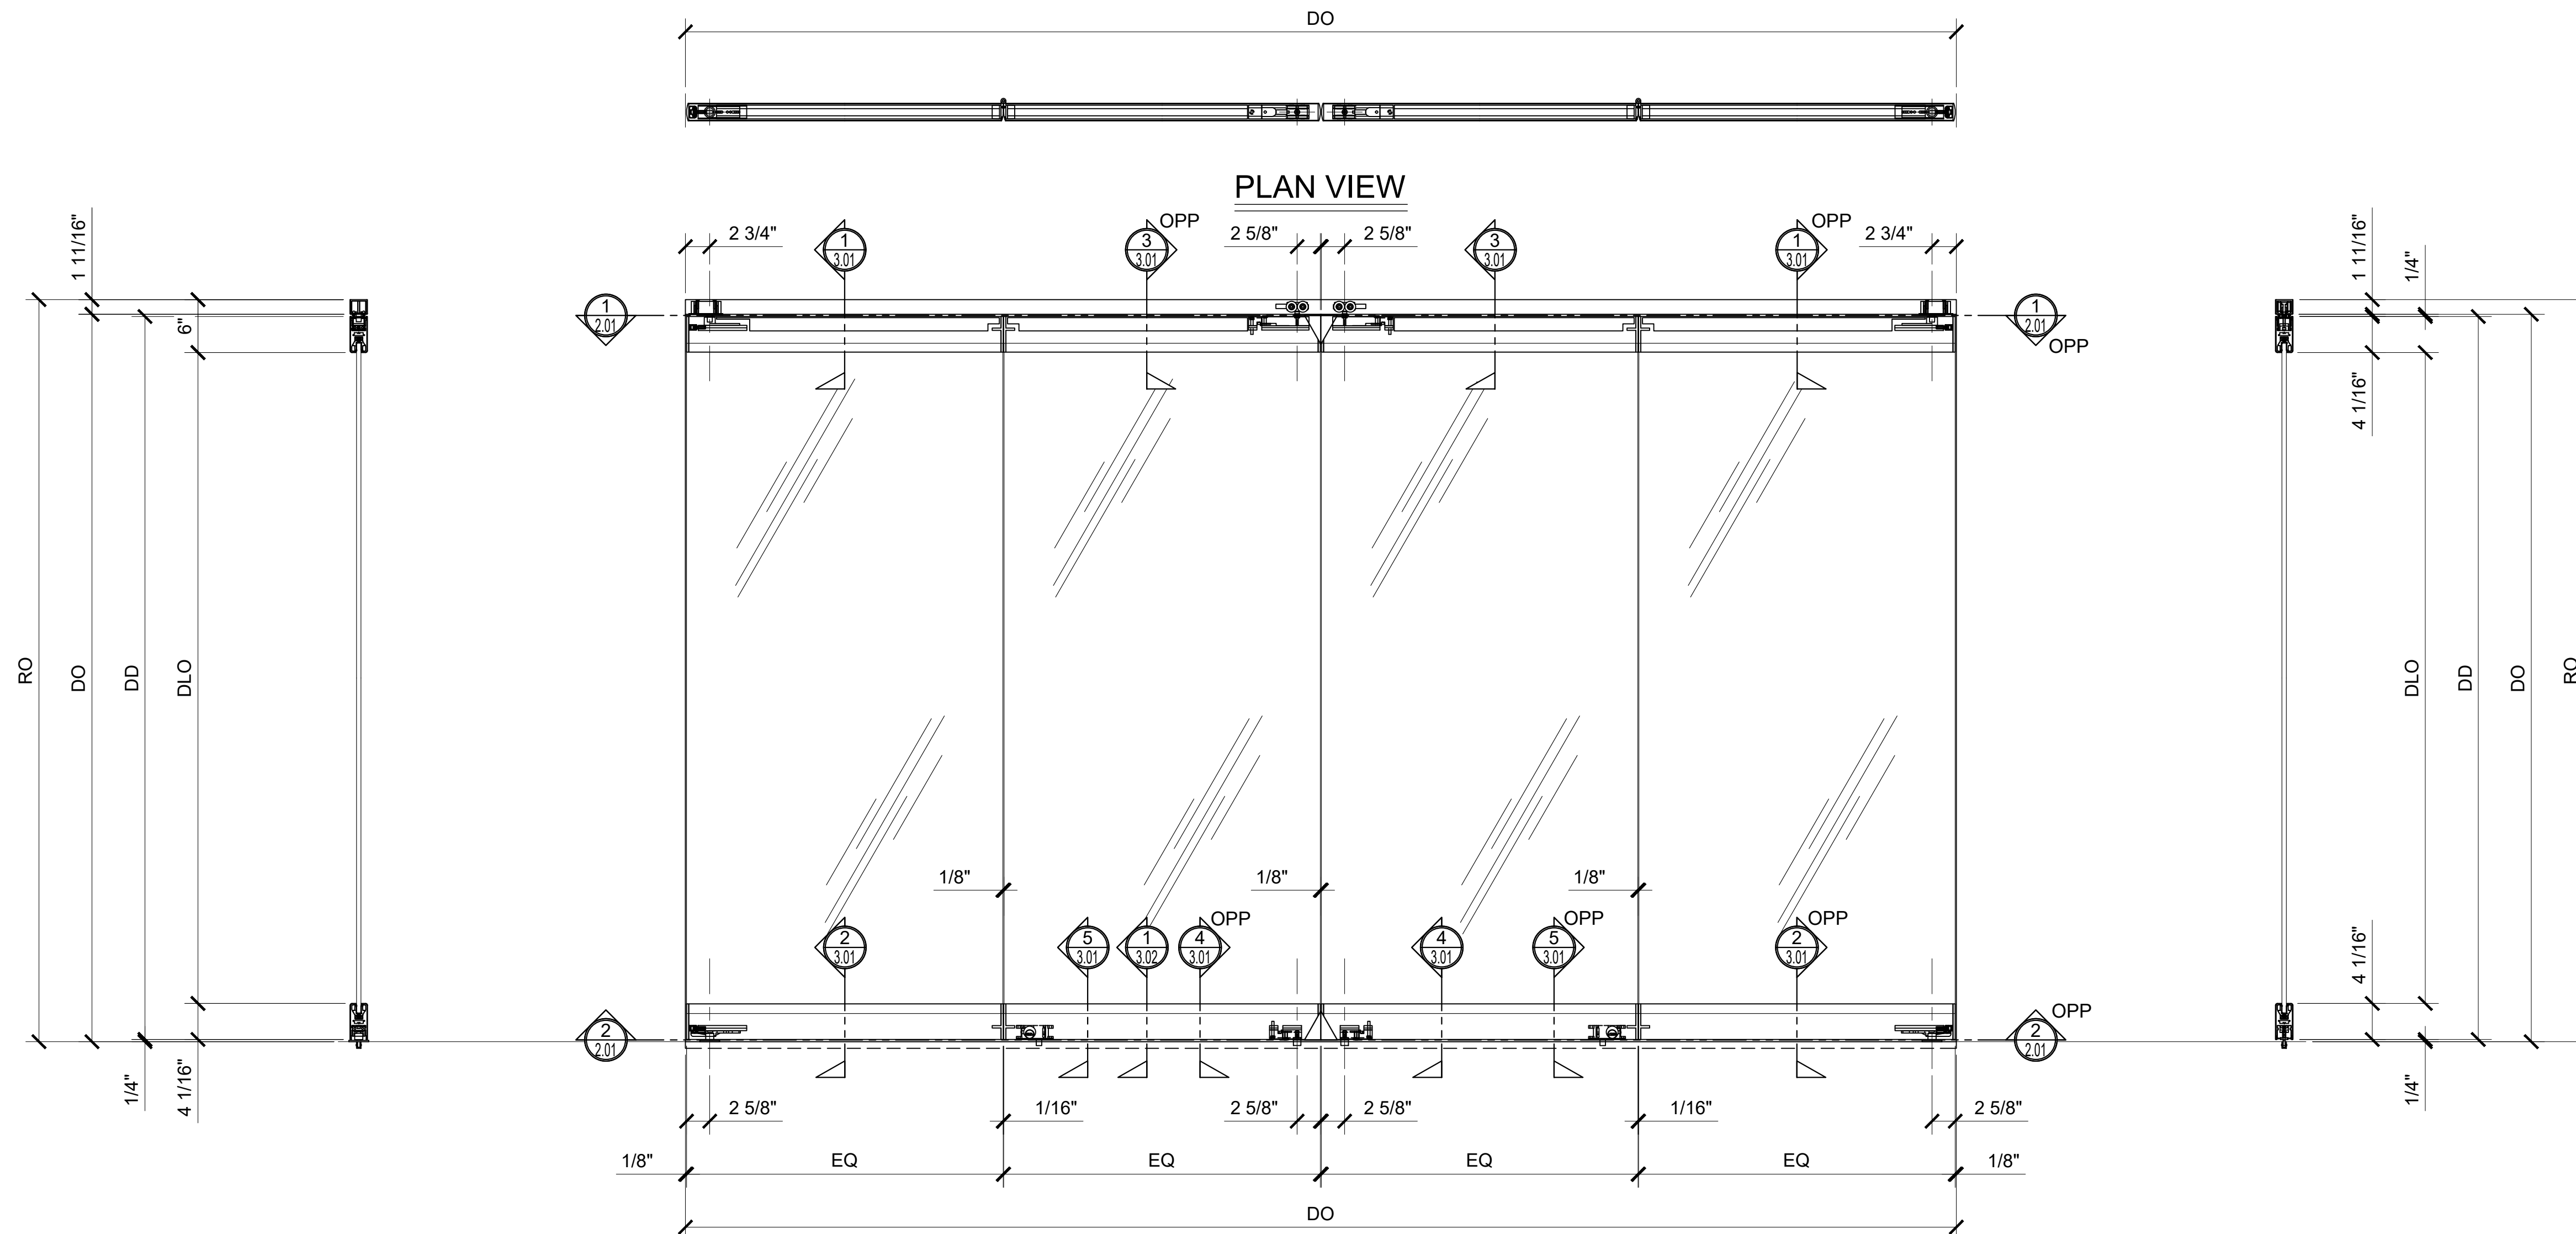 DO
PLAN VIEW
1 11/16"
6"
2 3/4"
1
3.01
3
3.01
OPP
2 5/8"
2 5/8"
3
3.01
1
3.01
OPP
2 3/4"
1 11/16"
1/4"
1
2.01
1
2.01
OPP
4 1/16"
RO
DO
DD
DLO
DLO
DD
DO
RO
1/8"
1/8"
1/8"
2
3.01
5
3.01
1
3.02
4
3.01
OPP
4
3.01
5
3.01
OPP
2
3.01
OPP
4 1/16"
2
2.01
2
2.01
OPP
1/4"
4 1/16"
1/4"
2 5/8"
1/16"
2 5/8"
2 5/8"
1/16"
2 5/8"
1/8"
EQ
EQ
EQ
EQ
1/8"
DO